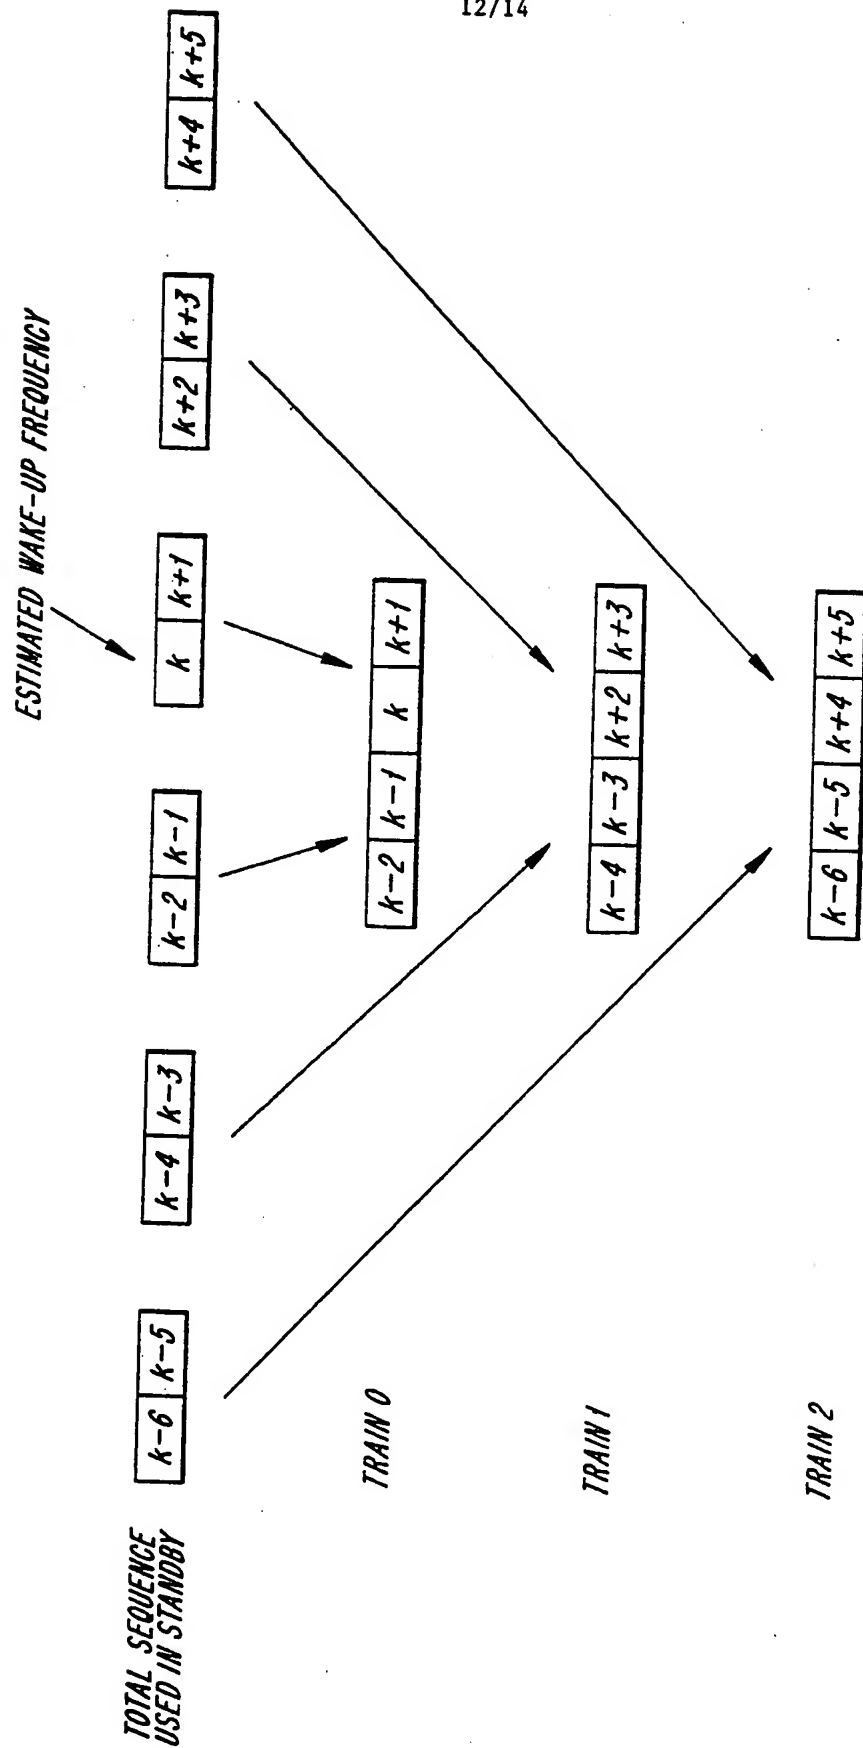 12/14
ESTIMATED WAKE-UP FREQUENCY
TOTAL SEQUENCE
USED IN STANDBY
k-6 k-5
k-4 k-3
k-2 k-1
k k+1
k+2 k+3
k+4 k+5
TRAIN 0
k-2 k-1 k k+1
TRAIN 1
k-4 k-3 k+2 k+3
TRAIN 2
k-6 k-5 k+4 k+5